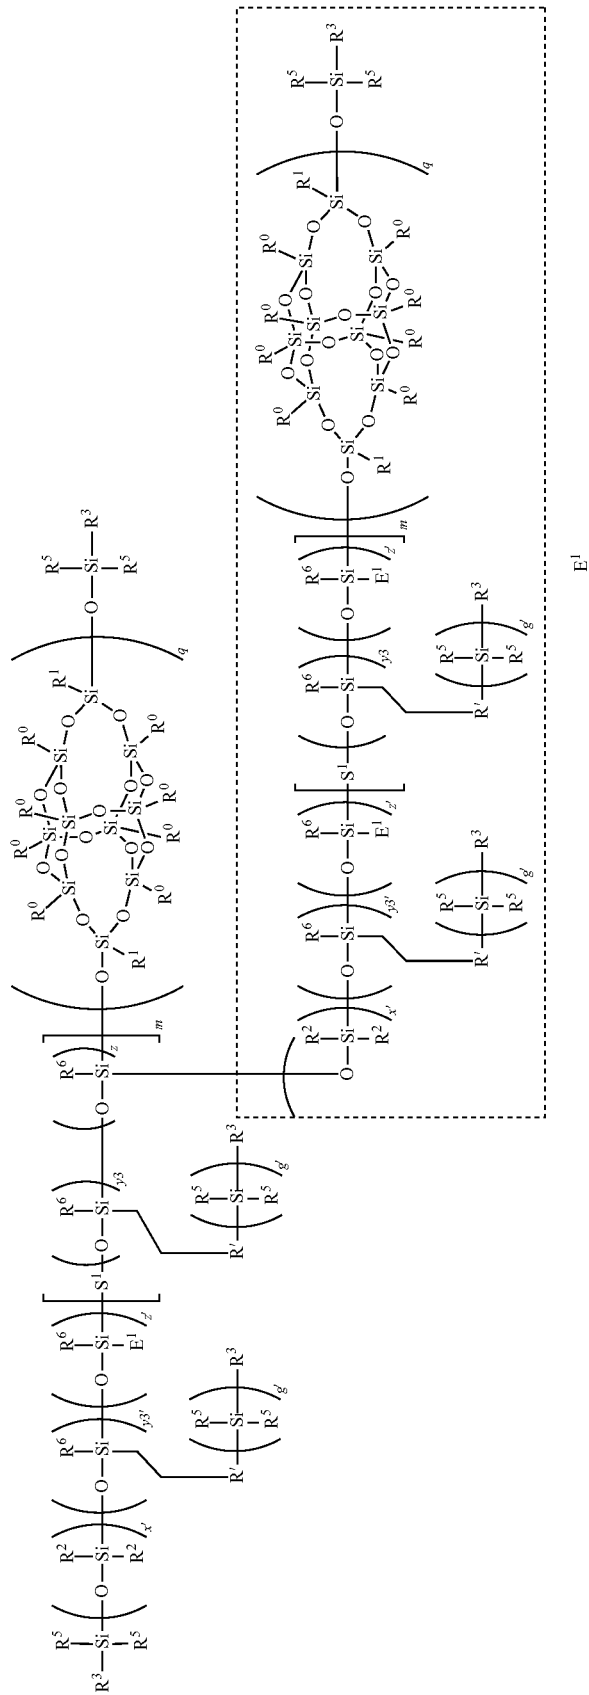 R⁵ R² R⁶ R⁶ R⁶ R⁶ R⁰ R⁰ R⁰ R⁰ R¹ R⁵
R³—Si—O—Si—O—Si—O—Si—S¹—O—Si—O—Si—O—Si Si—O—Si—R³
Si O Si O Si O Si O Si
O O O O O O O O O O
Si O Si O Si O Si
R⁵ R² x' y3' E¹ z' y3 z m R¹ R⁰ R⁰ R⁰ R⁰ q R⁵
R⁵ R⁵
R' Si R³ R' Si R³
R⁵ g' R⁵ g'
R² R⁶ R⁶ R⁶ R⁶ R⁰ R⁰ R⁰ R⁰ R¹ R⁵
O—Si—O—Si—O—Si—S¹—O—Si—O—Si—O—Si Si—O—Si—R³
Si O Si O Si O Si O Si
O O O O O O O O O O
Si O Si O Si O Si
R² x' y3' E¹ z' y3 E¹ z' m R¹ R⁰ R⁰ R⁰ R⁰ q R⁵
R⁵ R⁵
R' Si R³ R' Si R³
R⁵ g' R⁵ g'
E¹